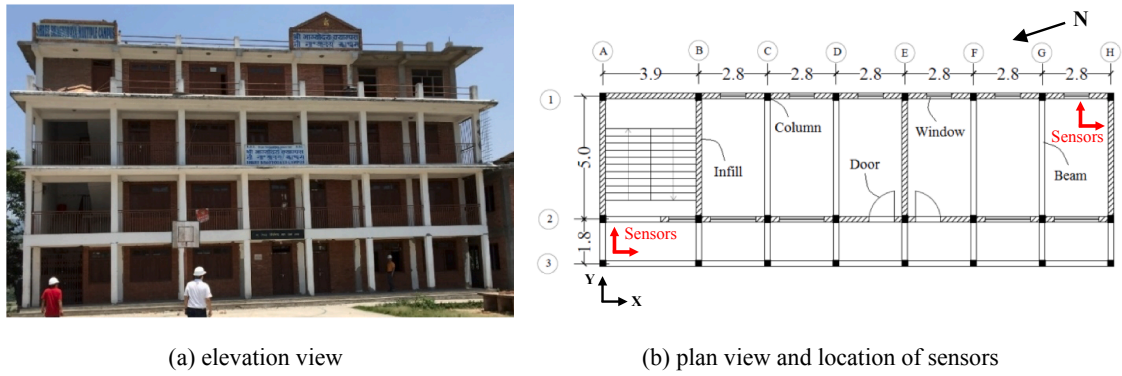 N
A B C D E F G H
3.9 2.8 2.8 2.8 2.8 2.8 2.8
1
Column
Window
Sensors
5.0
Infill
Door
Beam
2
Sensors
1.8
3
Y
X
(a) elevation view
(b) plan view and location of sensors